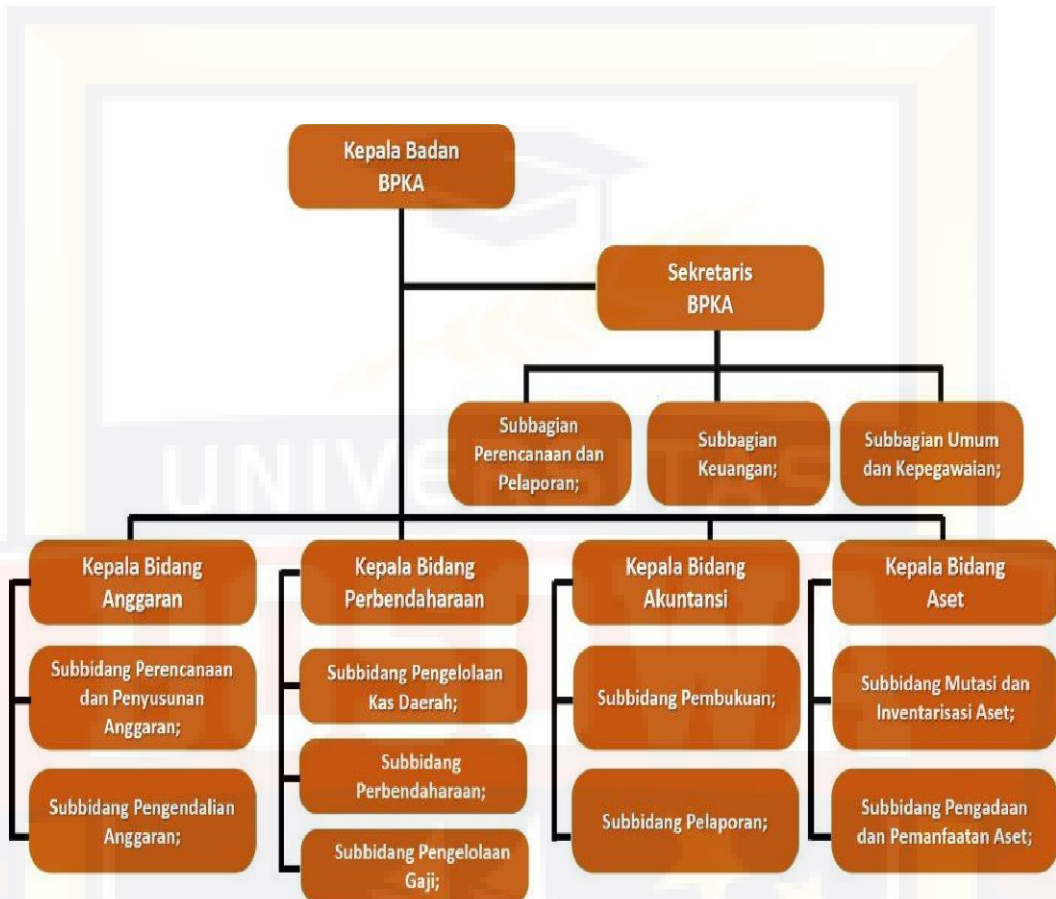 Kepala Badan
BPKA
Sekretaris
BPKA
Subbagian
Perencanaan dan
Pelaporan;
Subbagian
Keuangan;
Subbagian Umum
dan Kepegawaian;
UNIVERSITAS
Kepala Bidang
Anggaran
Subbidang Perencanaan
dan Penyusunan
Anggaran;
Subbidang Pengendalian
Anggaran;
Kepala Bidang
Perbendaharaan
Subbidang Pengelolaan
Kas Daerah;
Subbidang
Perbendaharaan;
Subbidang Pengelolaan
Gaji;
Kepala Bidang
Akuntansi
Subbidang Pembukuan;
Subbidang Pelaporan;
Kepala Bidang
Aset
Subbidang Mutasi dan
Inventarisasi Aset;
Subbidang Pengadaan
dan Pemanfaatan Aset;